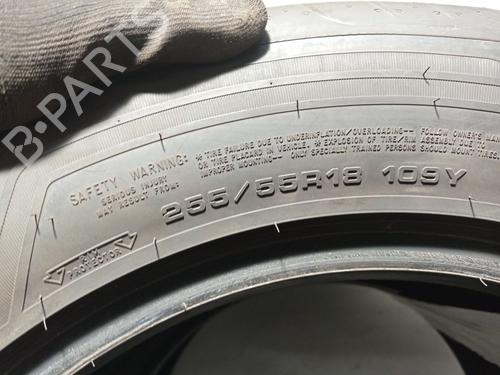 B-PARTS
SAFETY WARNING:
SERIOUS INJURY
MAY RESULT FROM:
* TIRE FAILURE DUE TO UNDERINFLATION/OVERLOADING-- FOLLOW OWNERS
OR TIRE PLACARD IN VEHICLE. * EXPLOSION OF TIRE/RIM ASSEMBLY DUE TO
IMPROPER MOUNTING-- ONLY SPECIALLY TRAINED PERSONS SHOULD MOUNT TIRES
255/55R18 109Y
RIM
PROTECTOR